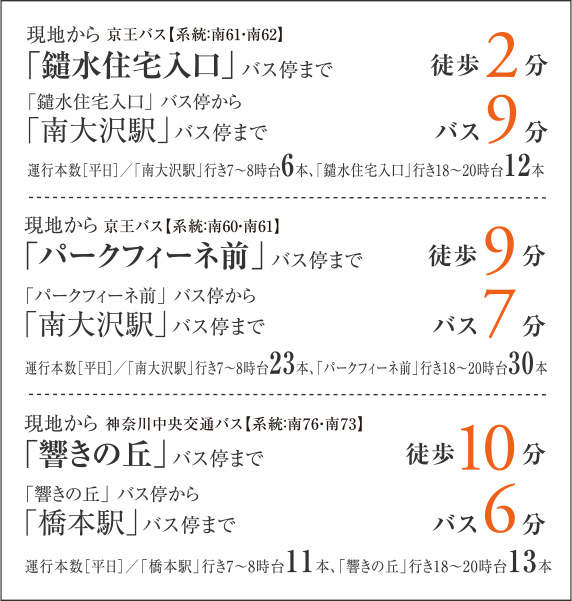 現地から 京王バス【系統:南61・南62】
「鑓水住宅入口」バス停まで 徒歩2分
「鑓水住宅入口」バス停から
「南大沢駅」バス停まで バス9分
運行本数[平日]／「南大沢駅」行き7〜8時台6本、「鑓水住宅入口」行き18〜20時台12本
現地から 京王バス【系統:南60・南61】
「パークフィーネ前」バス停まで 徒歩9分
「パークフィーネ前」バス停から
「南大沢駅」バス停まで バス7分
運行本数[平日]／「南大沢駅」行き7〜8時台23本、「パークフィーネ前」行き18〜20時台30本
現地から 神奈川中央交通バス【系統:南76・南73】
「響きの丘」バス停まで 徒歩10分
「響きの丘」バス停から
「橋本駅」バス停まで バス6分
運行本数[平日]／「橋本駅」行き7〜8時台11本、「響きの丘」行き18〜20時台13本